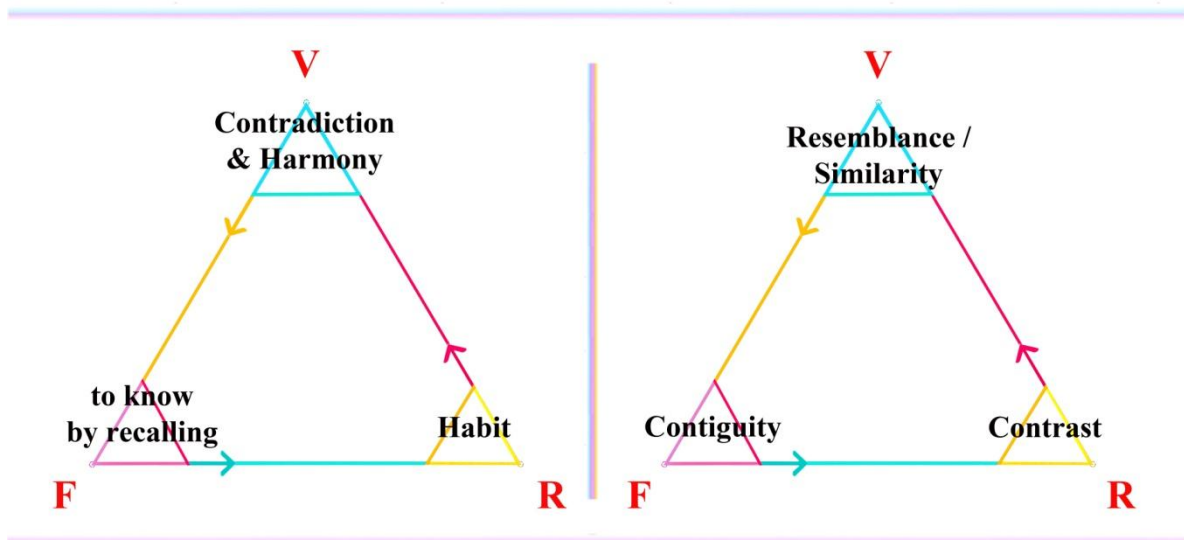 V
Contradiction
& Harmony
to know
by recalling
Habit
F
R
V
Resemblance /
Similarity
Contiguity
Contrast
F
R